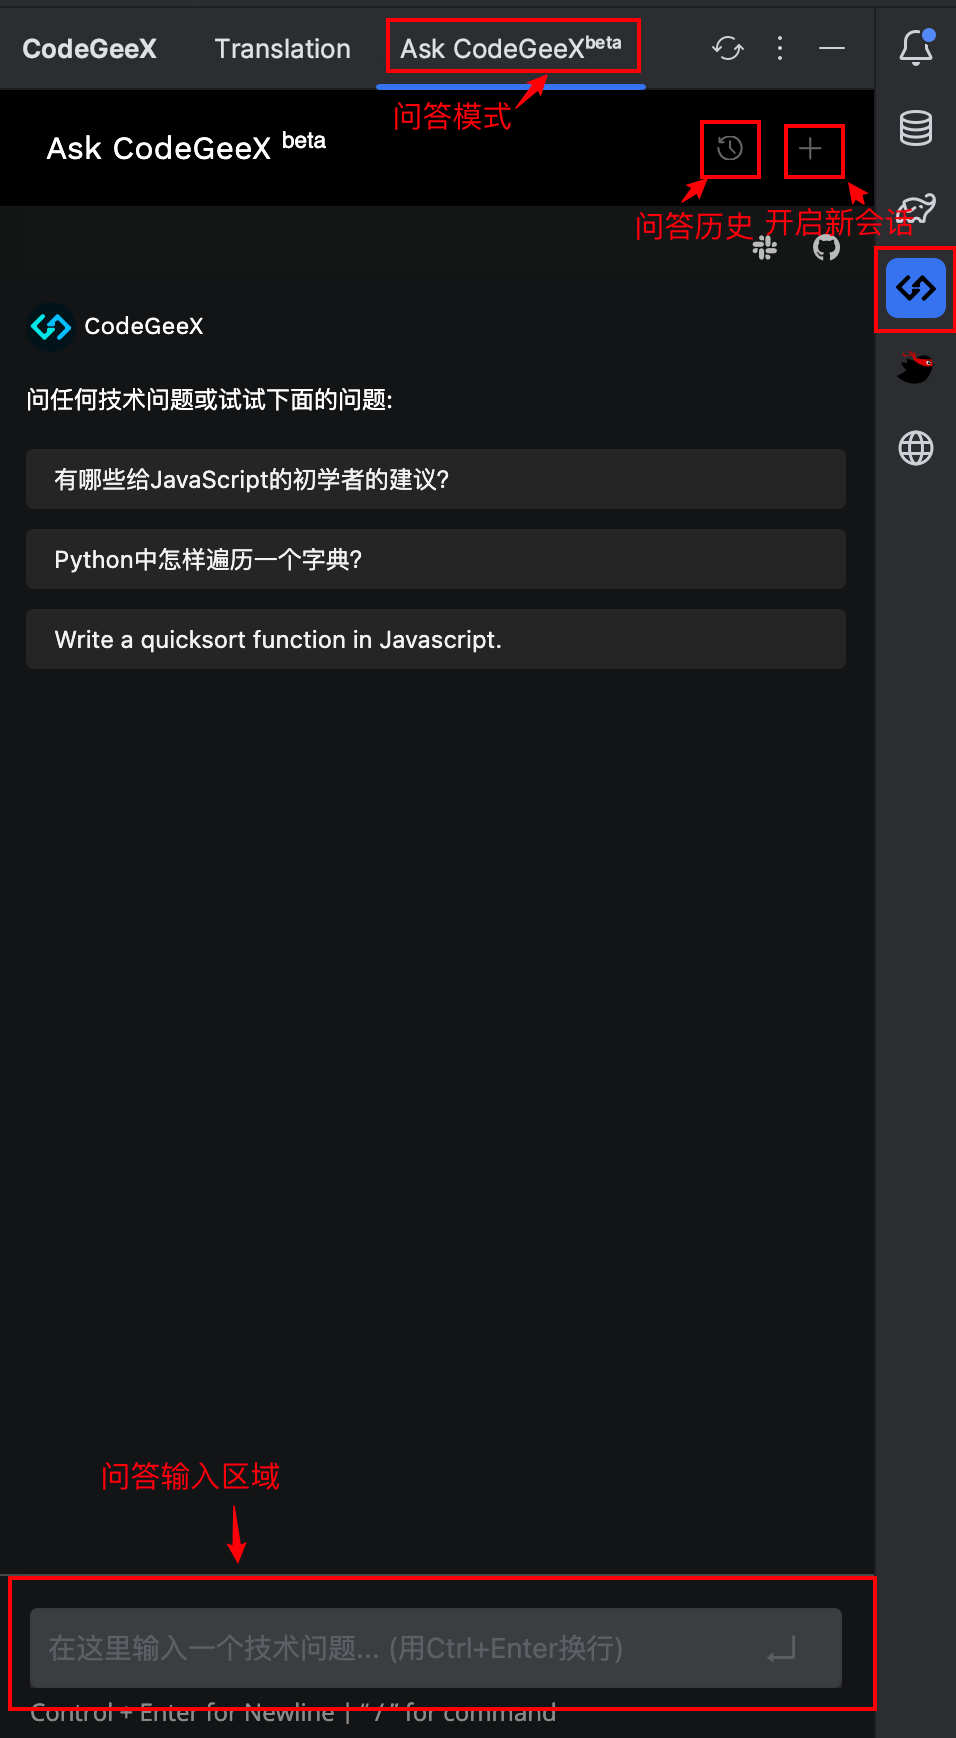 CodeGeeX Translation Ask CodeGeeX beta
问答模式
Ask CodeGeeX beta
问答历史 开启新会话
CodeGeeX
问任何技术问题或试试下面的问题:
有哪些给JavaScript的初学者的建议?
Python中怎样遍历一个字典?
Write a quicksort function in Javascript.
问答输入区域
在这里输入一个技术问题... (用Ctrl+Enter换行)
Control + Enter for Newline | “ / ” for command